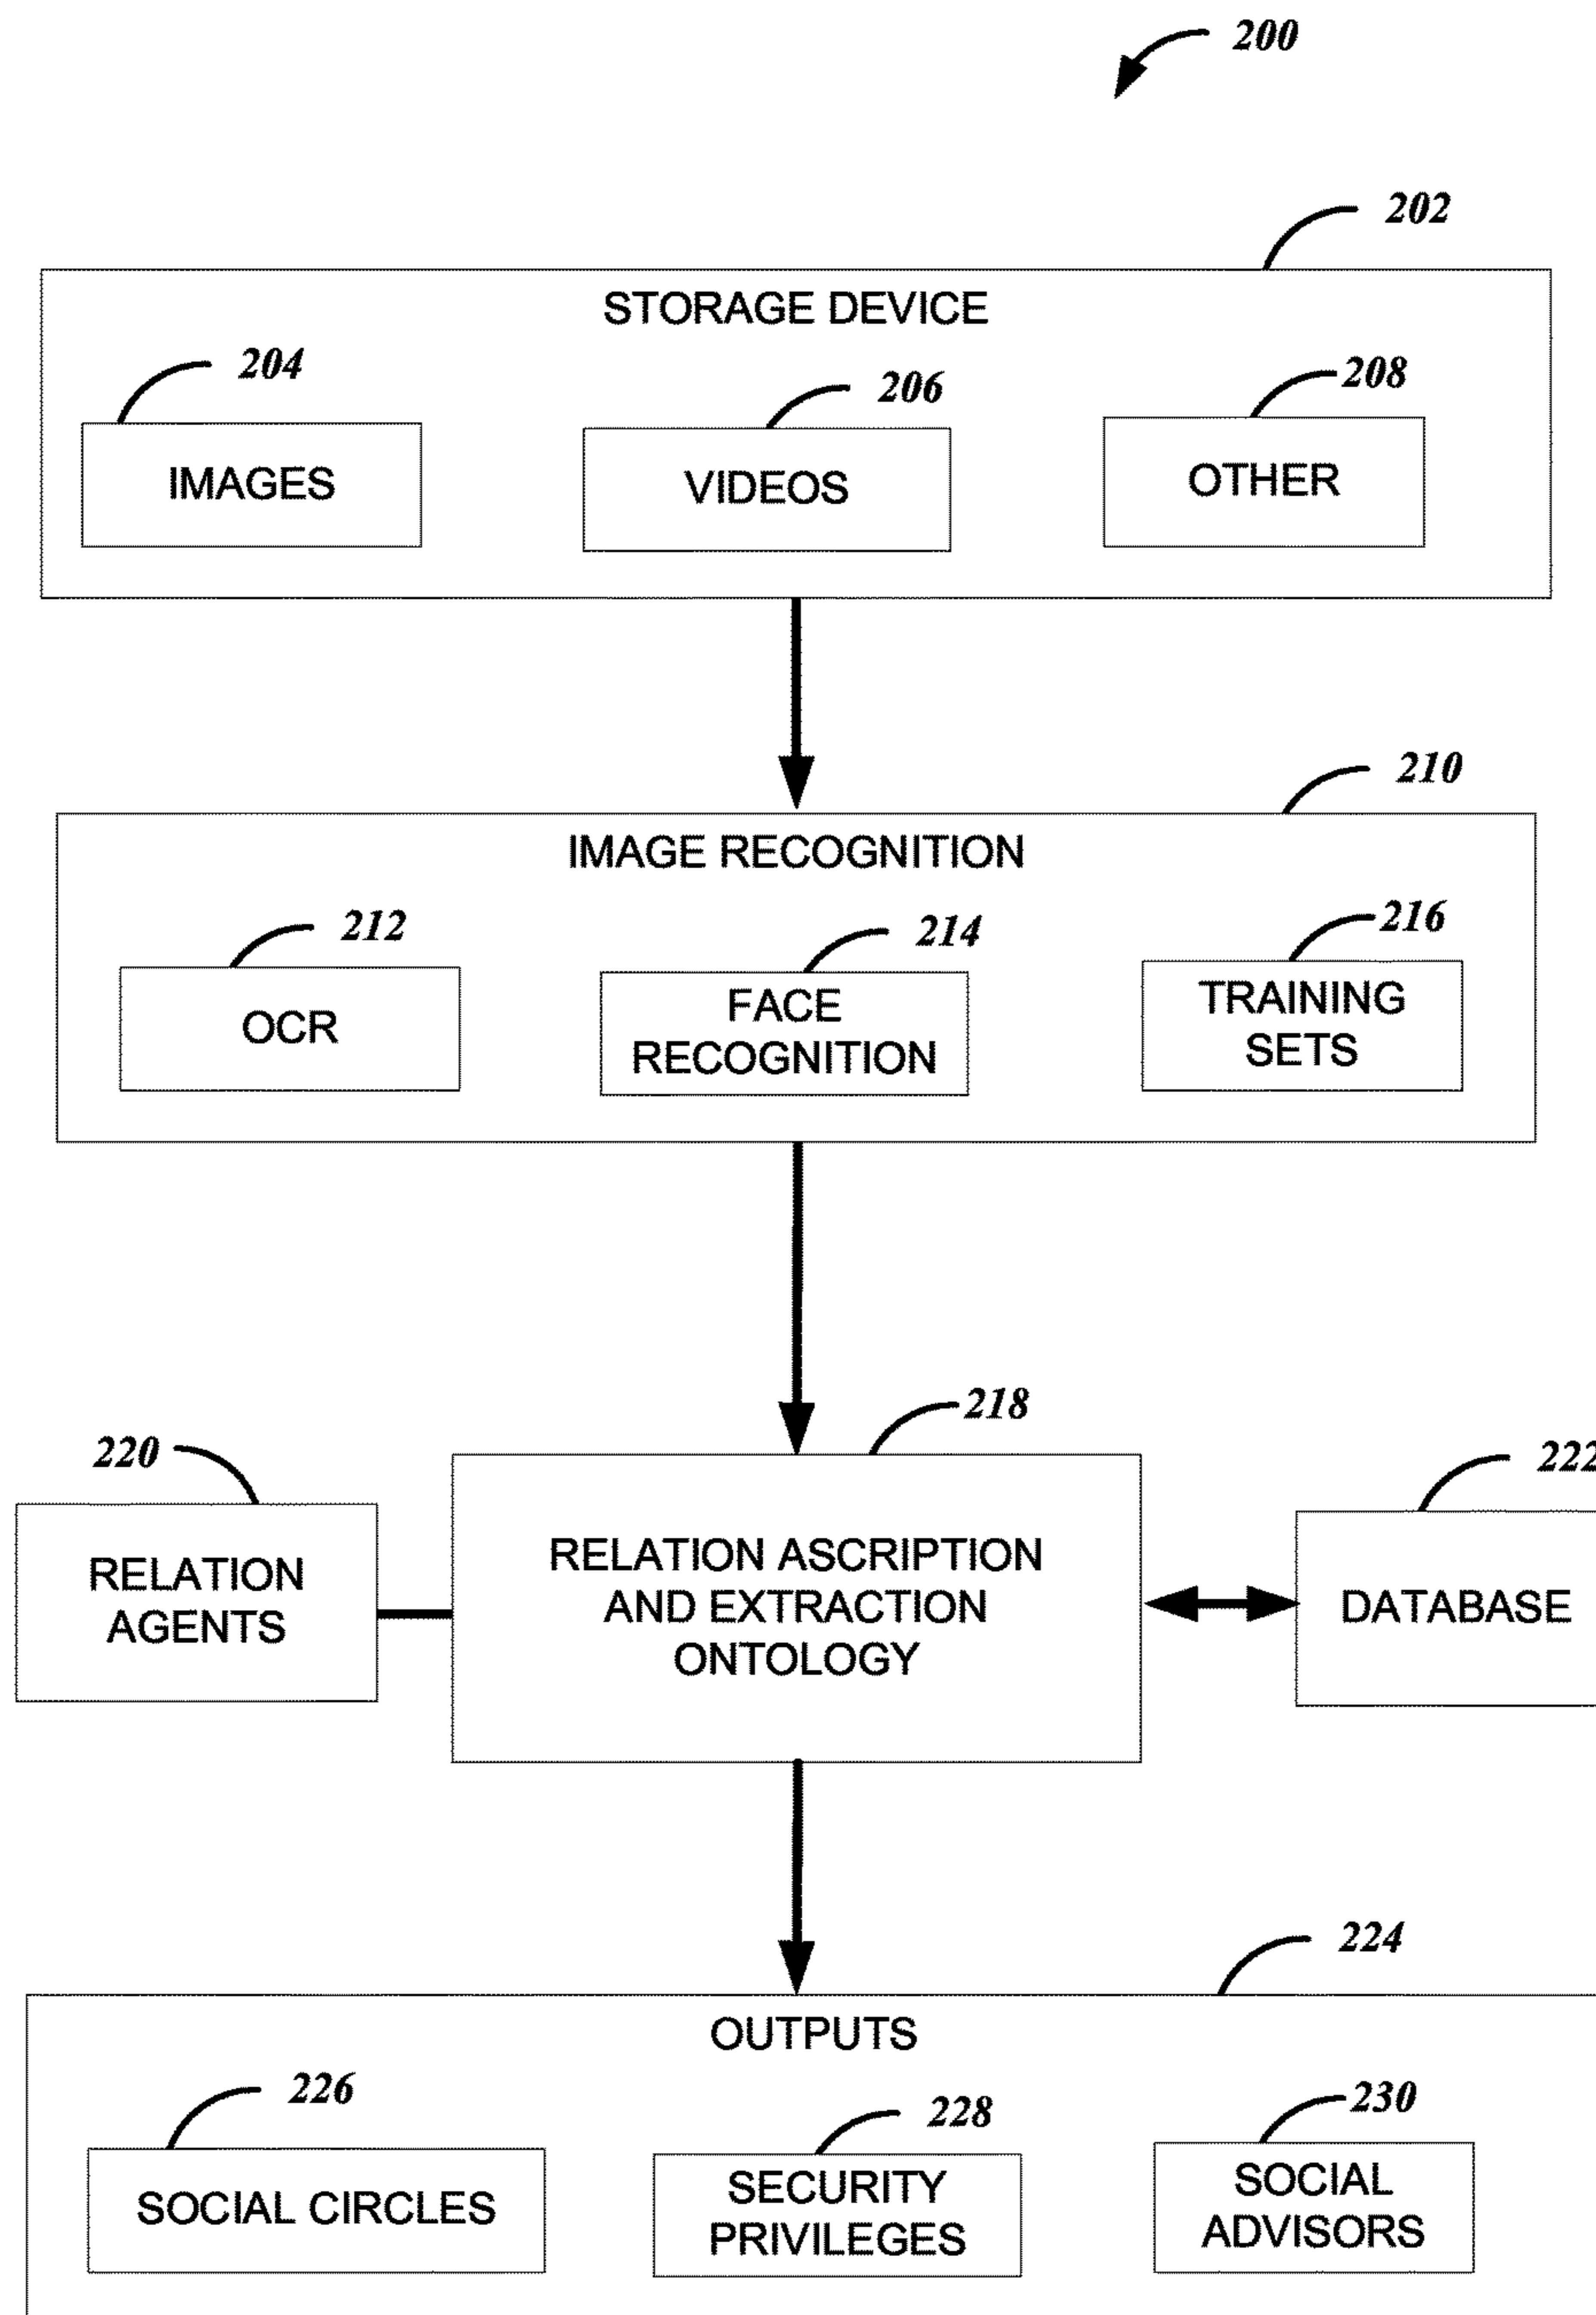 200
202
STORAGE DEVICE
204
206
208
IMAGES
VIDEOS
OTHER
210
IMAGE RECOGNITION
212
214
216
OCR
FACE
RECOGNITION
TRAINING
SETS
218
220
222
RELATION
AGENTS
RELATION ASCRIPTION
AND EXTRACTION
ONTOLOGY
DATABASE
224
OUTPUTS
226
228
230
SOCIAL CIRCLES
SECURITY
PRIVILEGES
SOCIAL
ADVISORS